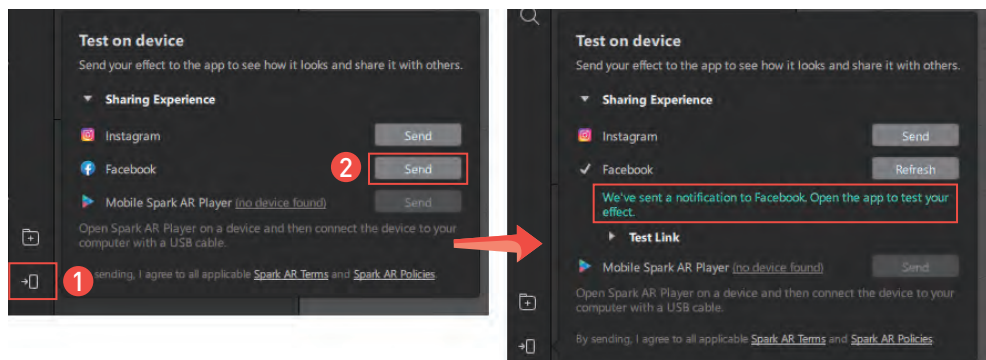 Test on device
Send your effect to the app to see how it looks and share it with others.
Sharing Experience
Instagram
Send
Facebook
2
Send
Mobile Spark AR Player (no device found)
Send
Open Spark AR Player on a device and then connect the device to your
computer with a USB cable.
1
sending, I agree to all applicable Spark AR Terms and Spark AR Policies
Test on device
Send your effect to the app to see how it looks and share it with others.
Sharing Experience
Instagram
Send
Facebook
Refresh
We've sent a notification to Facebook. Open the app to test your
effect.
Test Link
Mobile Spark AR Player (no device found)
Send
Open Spark AR Player on a device and then connect the device to your
computer with a USB cable.
By sending, I agree to all applicable Spark AR Terms and Spark AR Policies